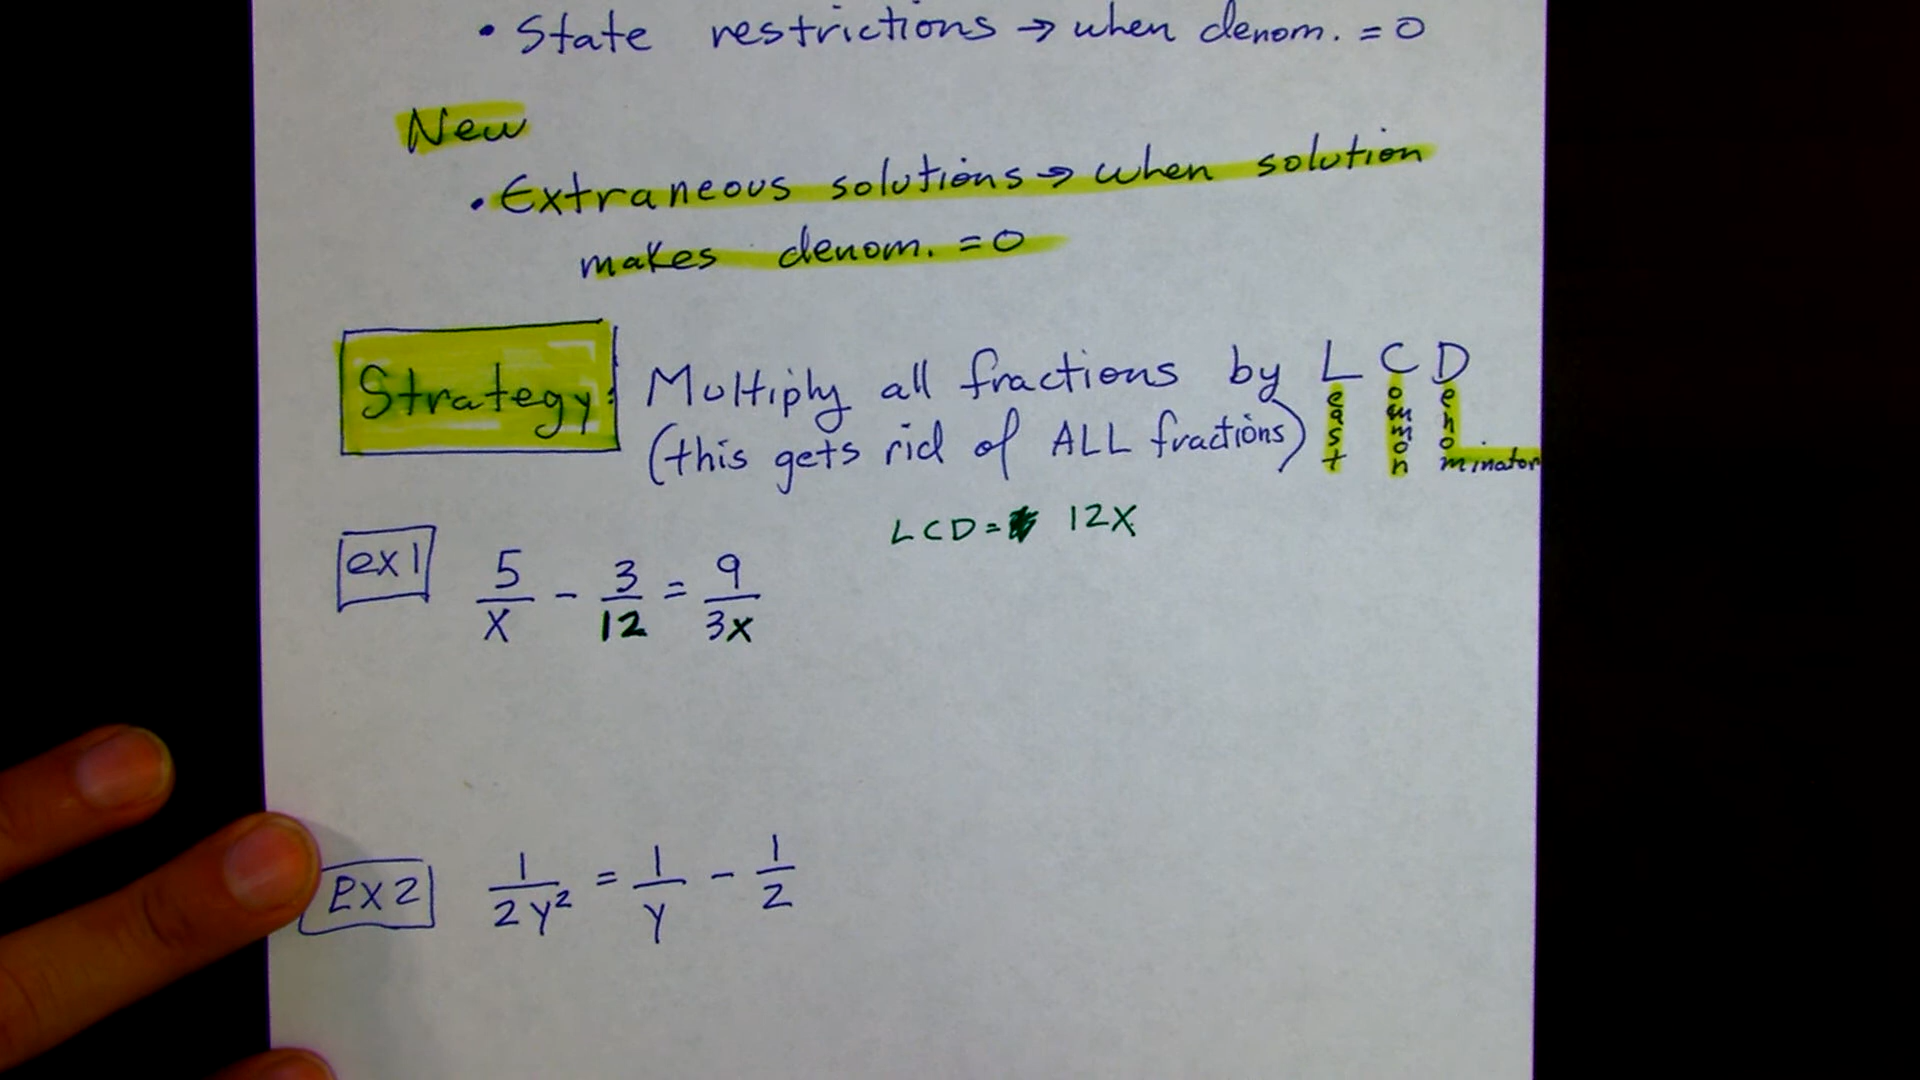 • State restrictions → when denom. = 0
New
• Extraneous solutions → when solution
makes denom. = 0
Strategy: Multiply all fractions by Least Common Denominator
(this gets rid of ALL fractions)
LCD = 12x
ex1 5/x - 3/12 = 9/3x
Ex2 1/2y² = 1/y - 1/2